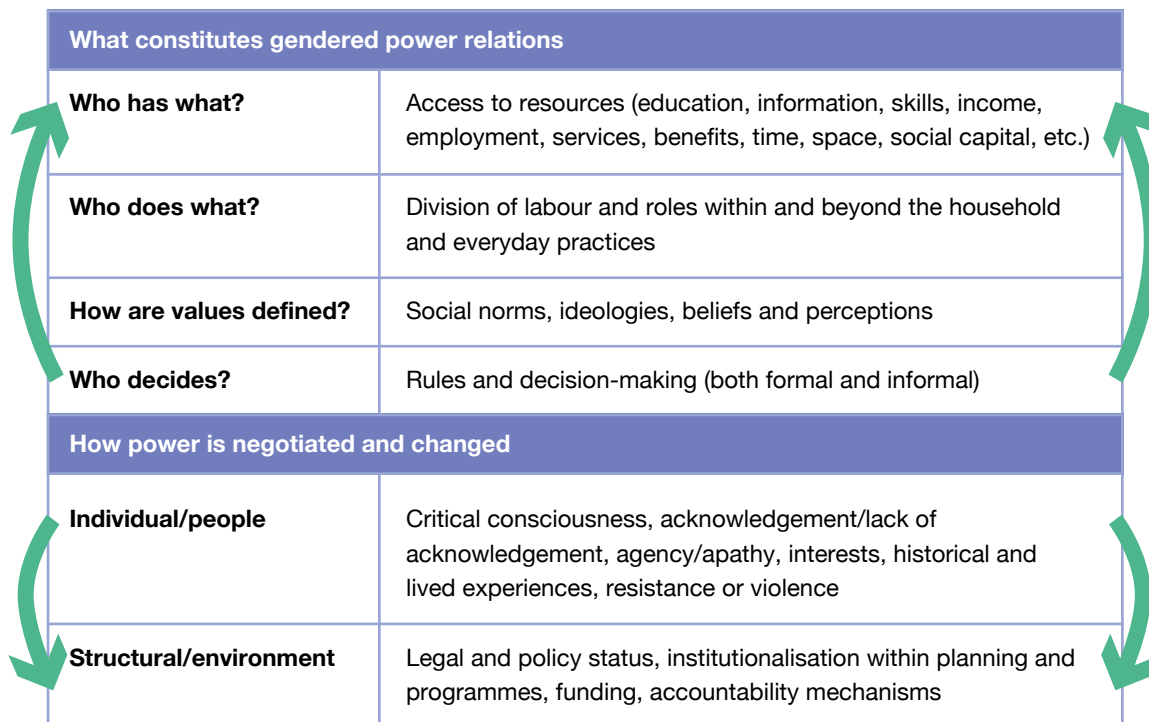 What constitutes gendered power relations
Who has what?
Access to resources (education, information, skills, income,
employment, services, benefits, time, space, social capital, etc.)
Who does what?
Division of labour and roles within and beyond the household
and everyday practices
How are values defined?
Social norms, ideologies, beliefs and perceptions
Who decides?
Rules and decision-making (both formal and informal)
How power is negotiated and changed
Individual/people
Critical consciousness, acknowledgement/lack of
acknowledgement, agency/apathy, interests, historical and
lived experiences, resistance or violence
Structural/environment
Legal and policy status, institutionalisation within planning and
programmes, funding, accountability mechanisms